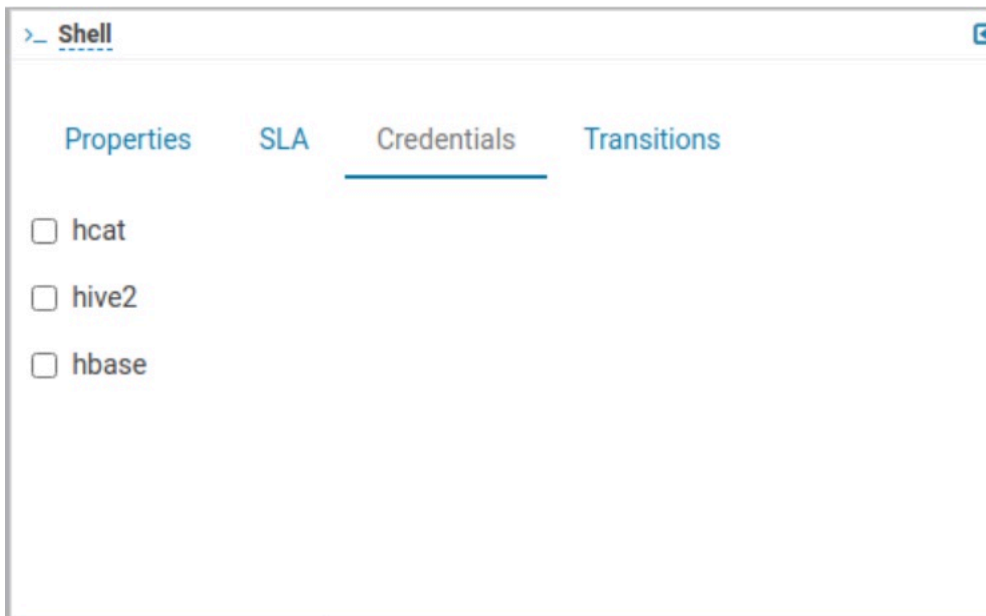 >_ Shell
Properties SLA Credentials Transitions
hcat
hive2
hbase